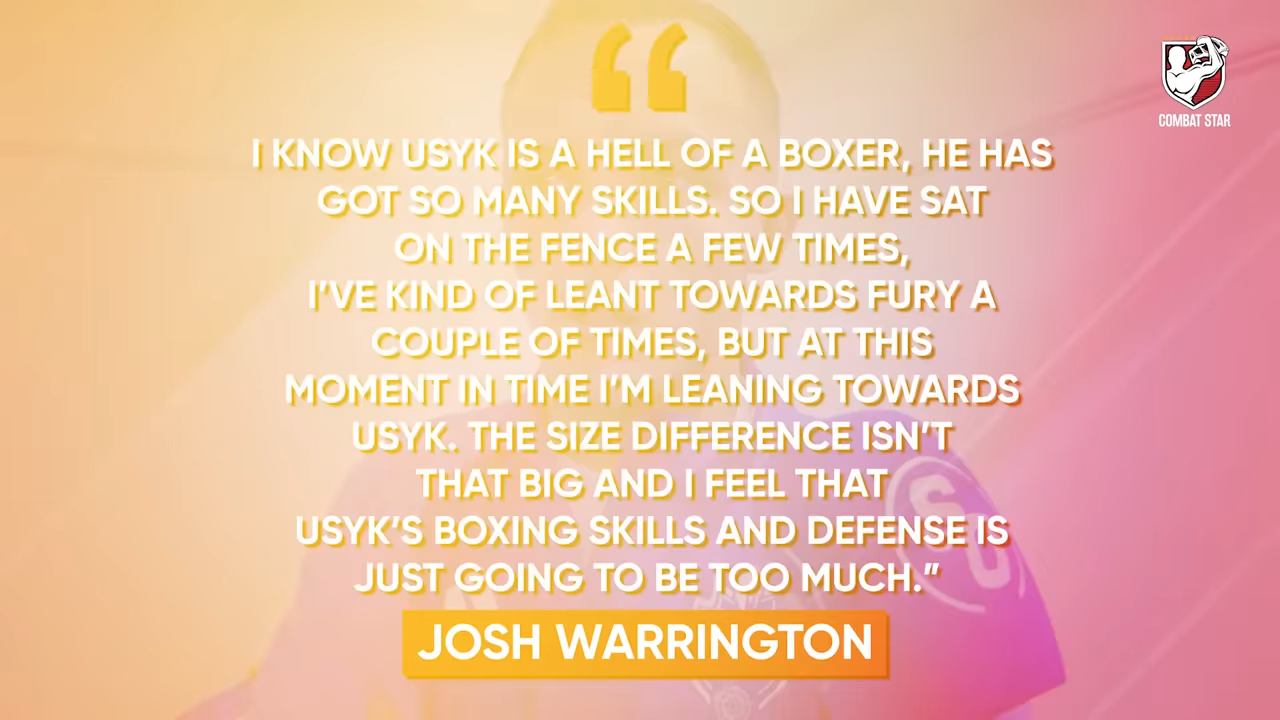 “
I KNOW USYK IS A HELL OF A BOXER, HE HAS
GOT SO MANY SKILLS. SO I HAVE SAT
ON THE FENCE A FEW TIMES,
I’VE KIND OF LEANT TOWARDS FURY A
COUPLE OF TIMES, BUT AT THIS
MOMENT IN TIME I’M LEANING TOWARDS
USYK. THE SIZE DIFFERENCE ISN’T
THAT BIG AND I FEEL THAT
USYK’S BOXING SKILLS AND DEFENSE IS
JUST GOING TO BE TOO MUCH.”
JOSH WARRINGTON
COMBAT STAR
SC